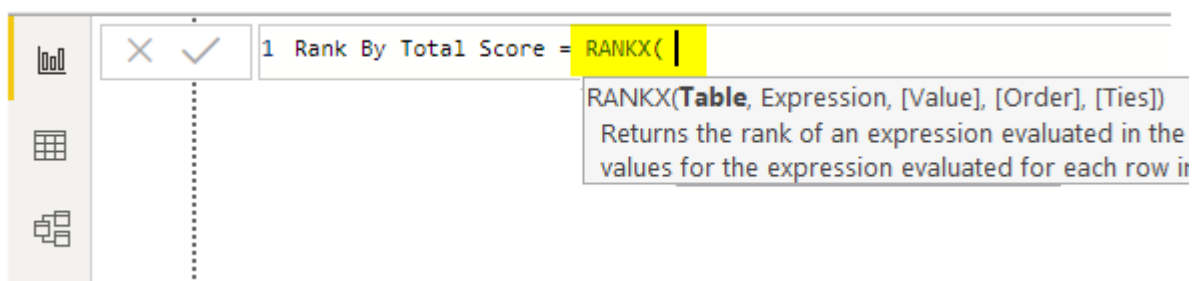 1 Rank By Total Score = RANKX(
RANKX(Table, Expression, [Value], [Order], [Ties])
Returns the rank of an expression evaluated in the
values for the expression evaluated for each row in